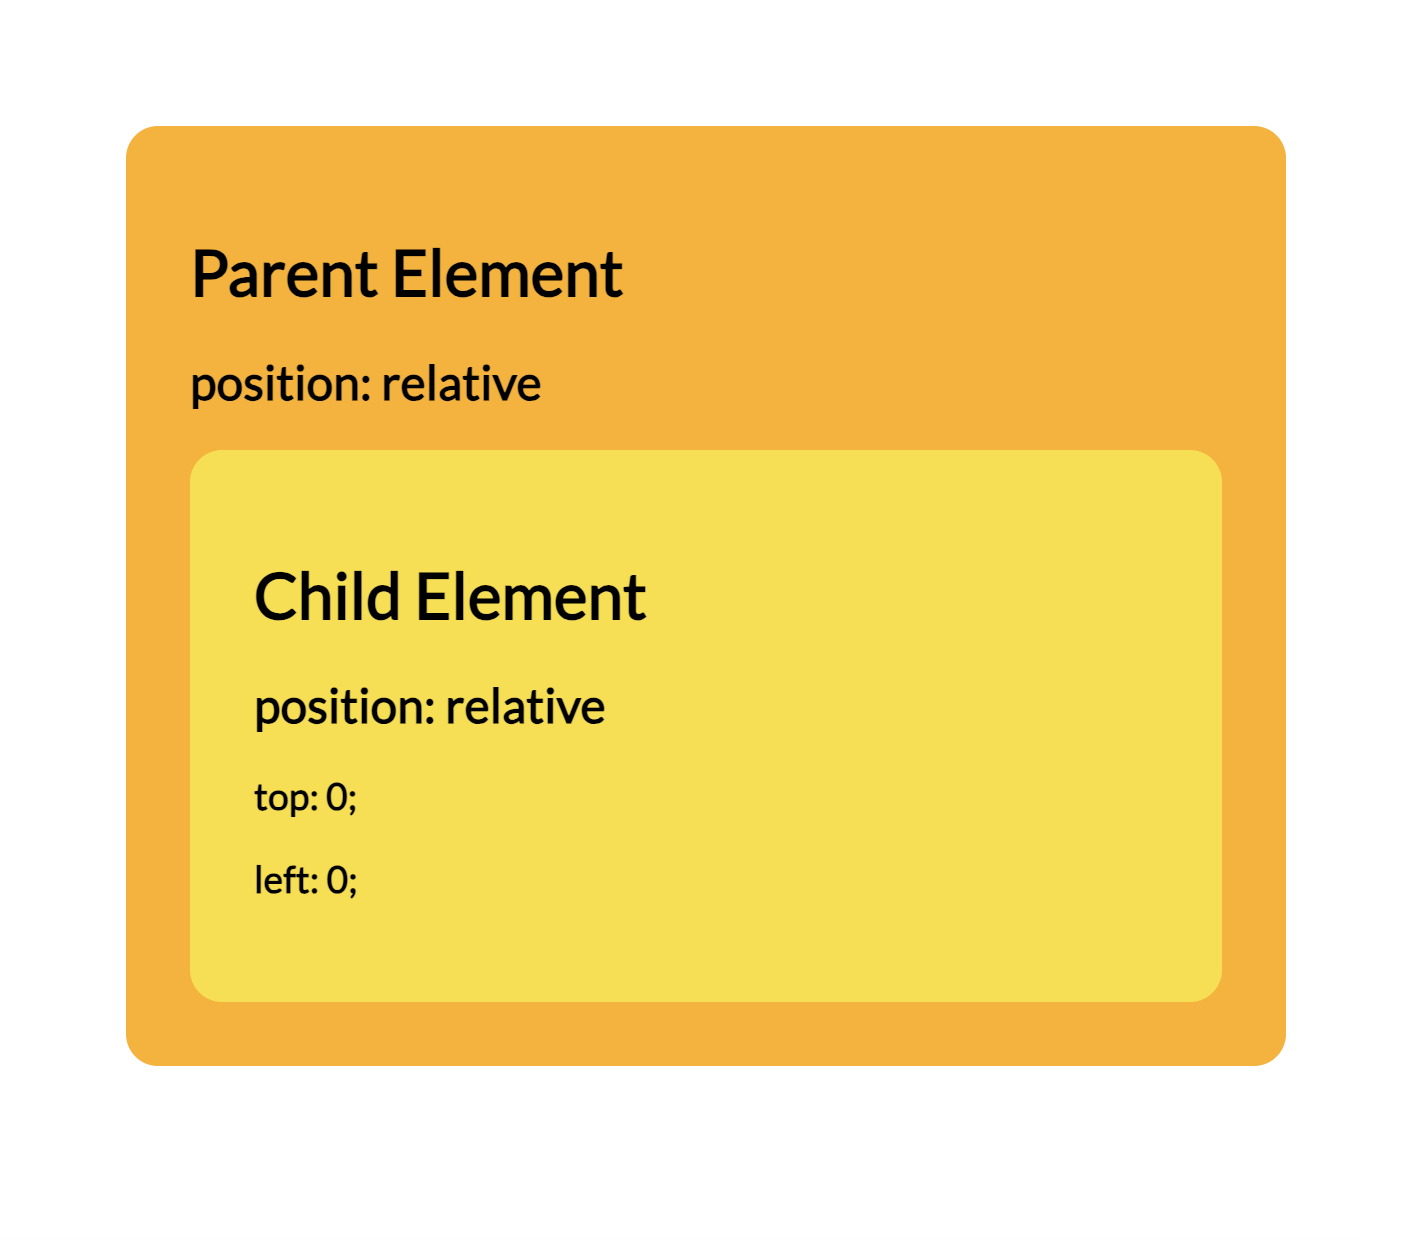 Parent Element
position: relative
Child Element
position: relative
top: 0;
left: 0;